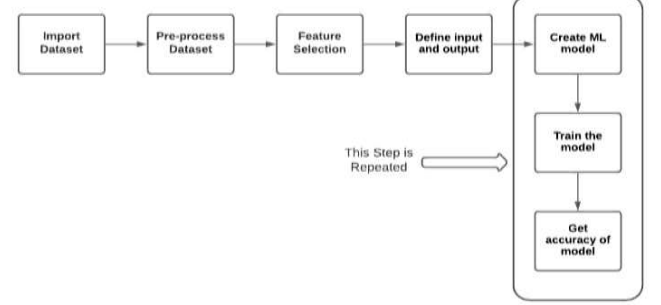 Import
Dataset
Pre-process
Dataset
Feature
Selection
Define input
and output
Create ML
model
Train the
model
This Step is
Repeated
Get
accuracy of
model